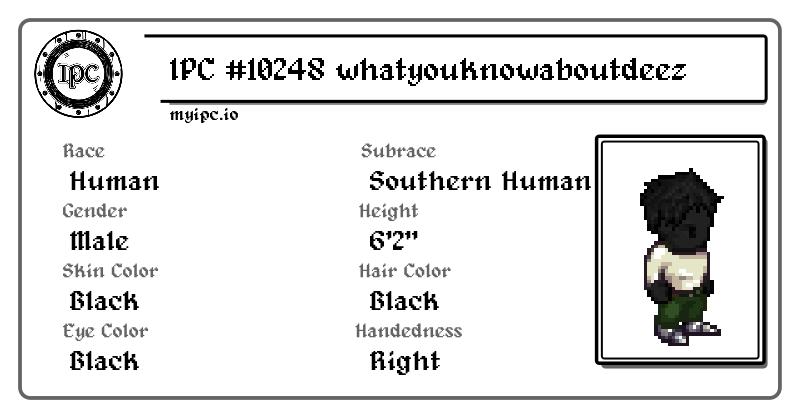 IPC
IPC #10248 whatyouknowaboutdeez
myipc.io
Race
Human
Subrace
Southern Human
Gender
Male
Height
6'2"
Skin Color
Black
Hair Color
Black
Eye Color
Black
Handedness
Right